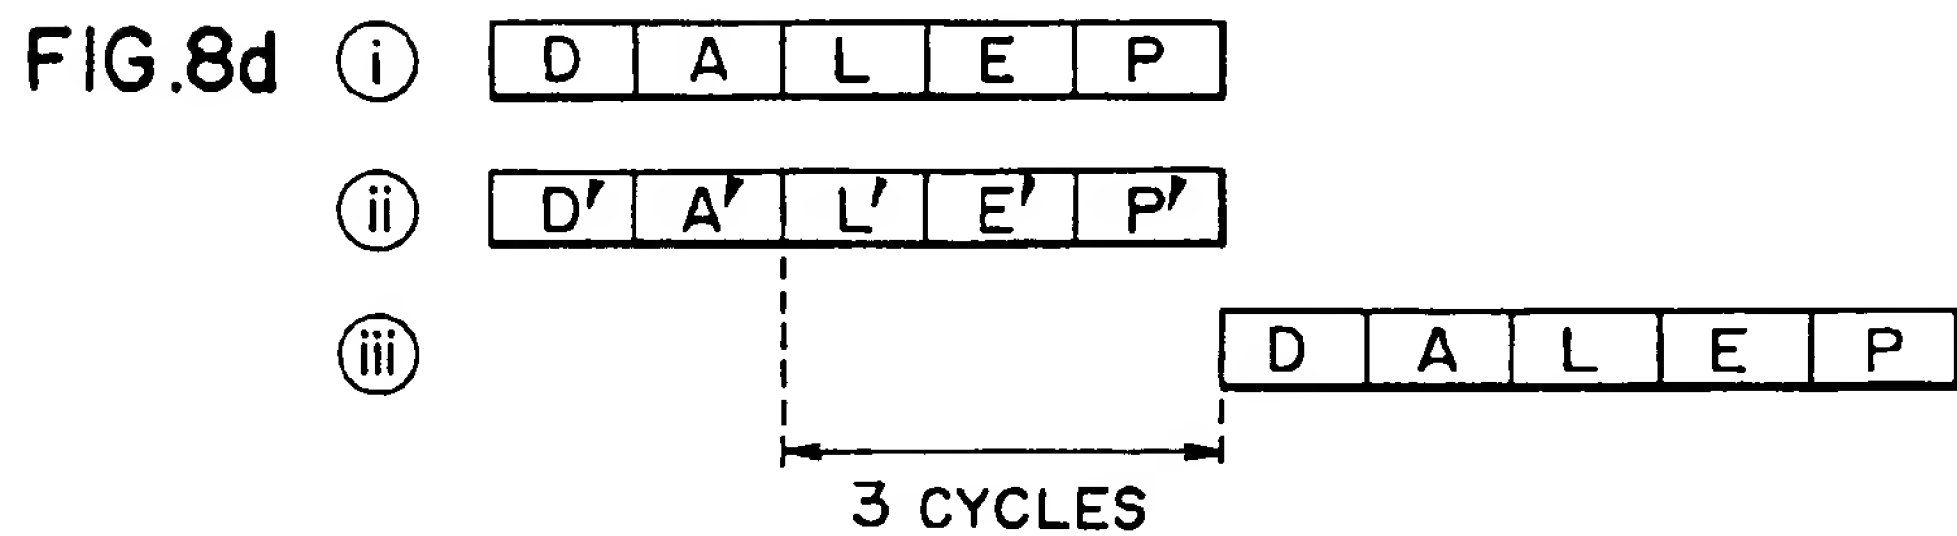 FIG.8d i D A L E P
ii D' A' L' E' P'
iii D A L E P
3 CYCLES